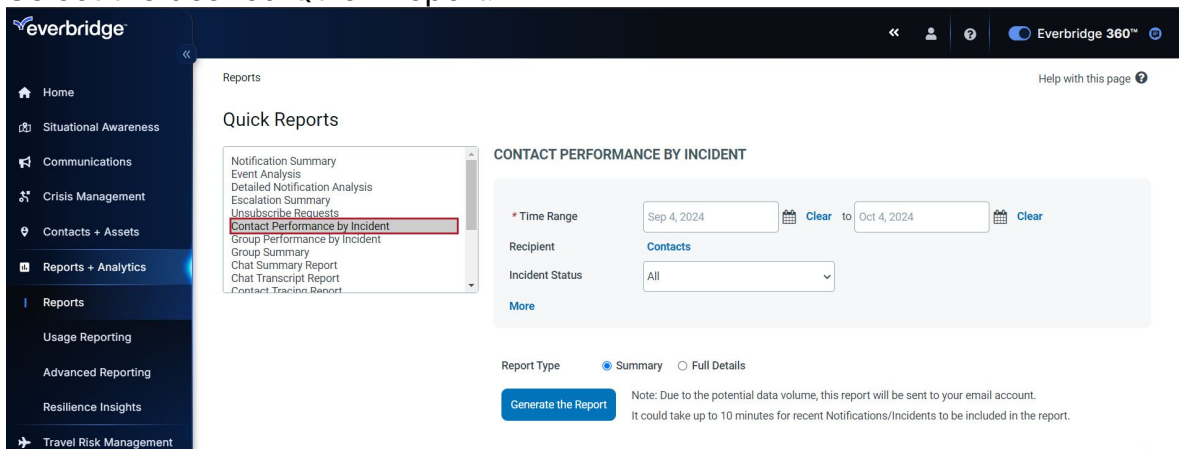 everbridge
«
«
Everbridge 360™
Reports
Help with this page
Home
Situational Awareness
Communications
Crisis Management
Contacts + Assets
Reports + Analytics
Reports
Usage Reporting
Advanced Reporting
Resilience Insights
Travel Risk Management
Quick Reports
Notification Summary
Event Analysis
Detailed Notification Analysis
Escalation Summary
Unsubscribe Requests
Contact Performance by Incident
Group Performance by Incident
Group Summary
Chat Summary Report
Chat Transcript Report
Contact Tracing Report
CONTACT PERFORMANCE BY INCIDENT
* Time Range Sep 4, 2024 Clear to Oct 4, 2024 Clear
Recipient Contacts
Incident Status All
More
Report Type Summary Full Details
Generate the Report
Note: Due to the potential data volume, this report will be sent to your email account.
It could take up to 10 minutes for recent Notifications/Incidents to be included in the report.